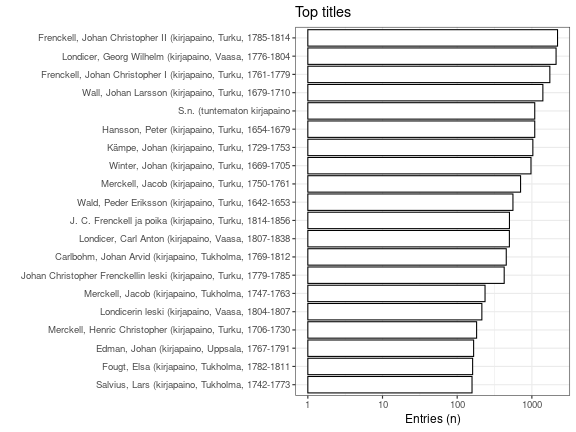 Top titles
Frenckell, Johan Christopher II (kirjapaino, Turku, 1785-1814
Londicer, Georg Wilhelm (kirjapaino, Vaasa, 1776-1804
Frenckell, Johan Christopher I (kirjapaino, Turku, 1761-1779
Wall, Johan Larsson (kirjapaino, Turku, 1679-1710
S.n. (tuntematon kirjapaino
Hansson, Peter (kirjapaino, Turku, 1654-1679
Kämpe, Johan (kirjapaino, Turku, 1729-1753
Winter, Johan (kirjapaino, Turku, 1669-1705
Merckell, Jacob (kirjapaino, Turku, 1750-1761
Wald, Peder Eriksson (kirjapaino, Turku, 1642-1653
J. C. Frenckell ja poika (kirjapaino, Turku, 1814-1856
Londicer, Carl Anton (kirjapaino, Vaasa, 1807-1838
Carlbohm, Johan Arvid (kirjapaino, Tukholma, 1769-1812
Johan Christopher Frenckellin leski (kirjapaino, Turku, 1779-1785
Merckell, Jacob (kirjapaino, Tukholma, 1747-1763
Londicerin leski (kirjapaino, Vaasa, 1804-1807
Merckell, Henric Christopher (kirjapaino, Turku, 1706-1730
Edman, Johan (kirjapaino, Uppsala, 1767-1791
Fougt, Elsa (kirjapaino, Tukholma, 1782-1811
Salvius, Lars (kirjapaino, Tukholma, 1742-1773
1 10 100 1000
Entries (n)